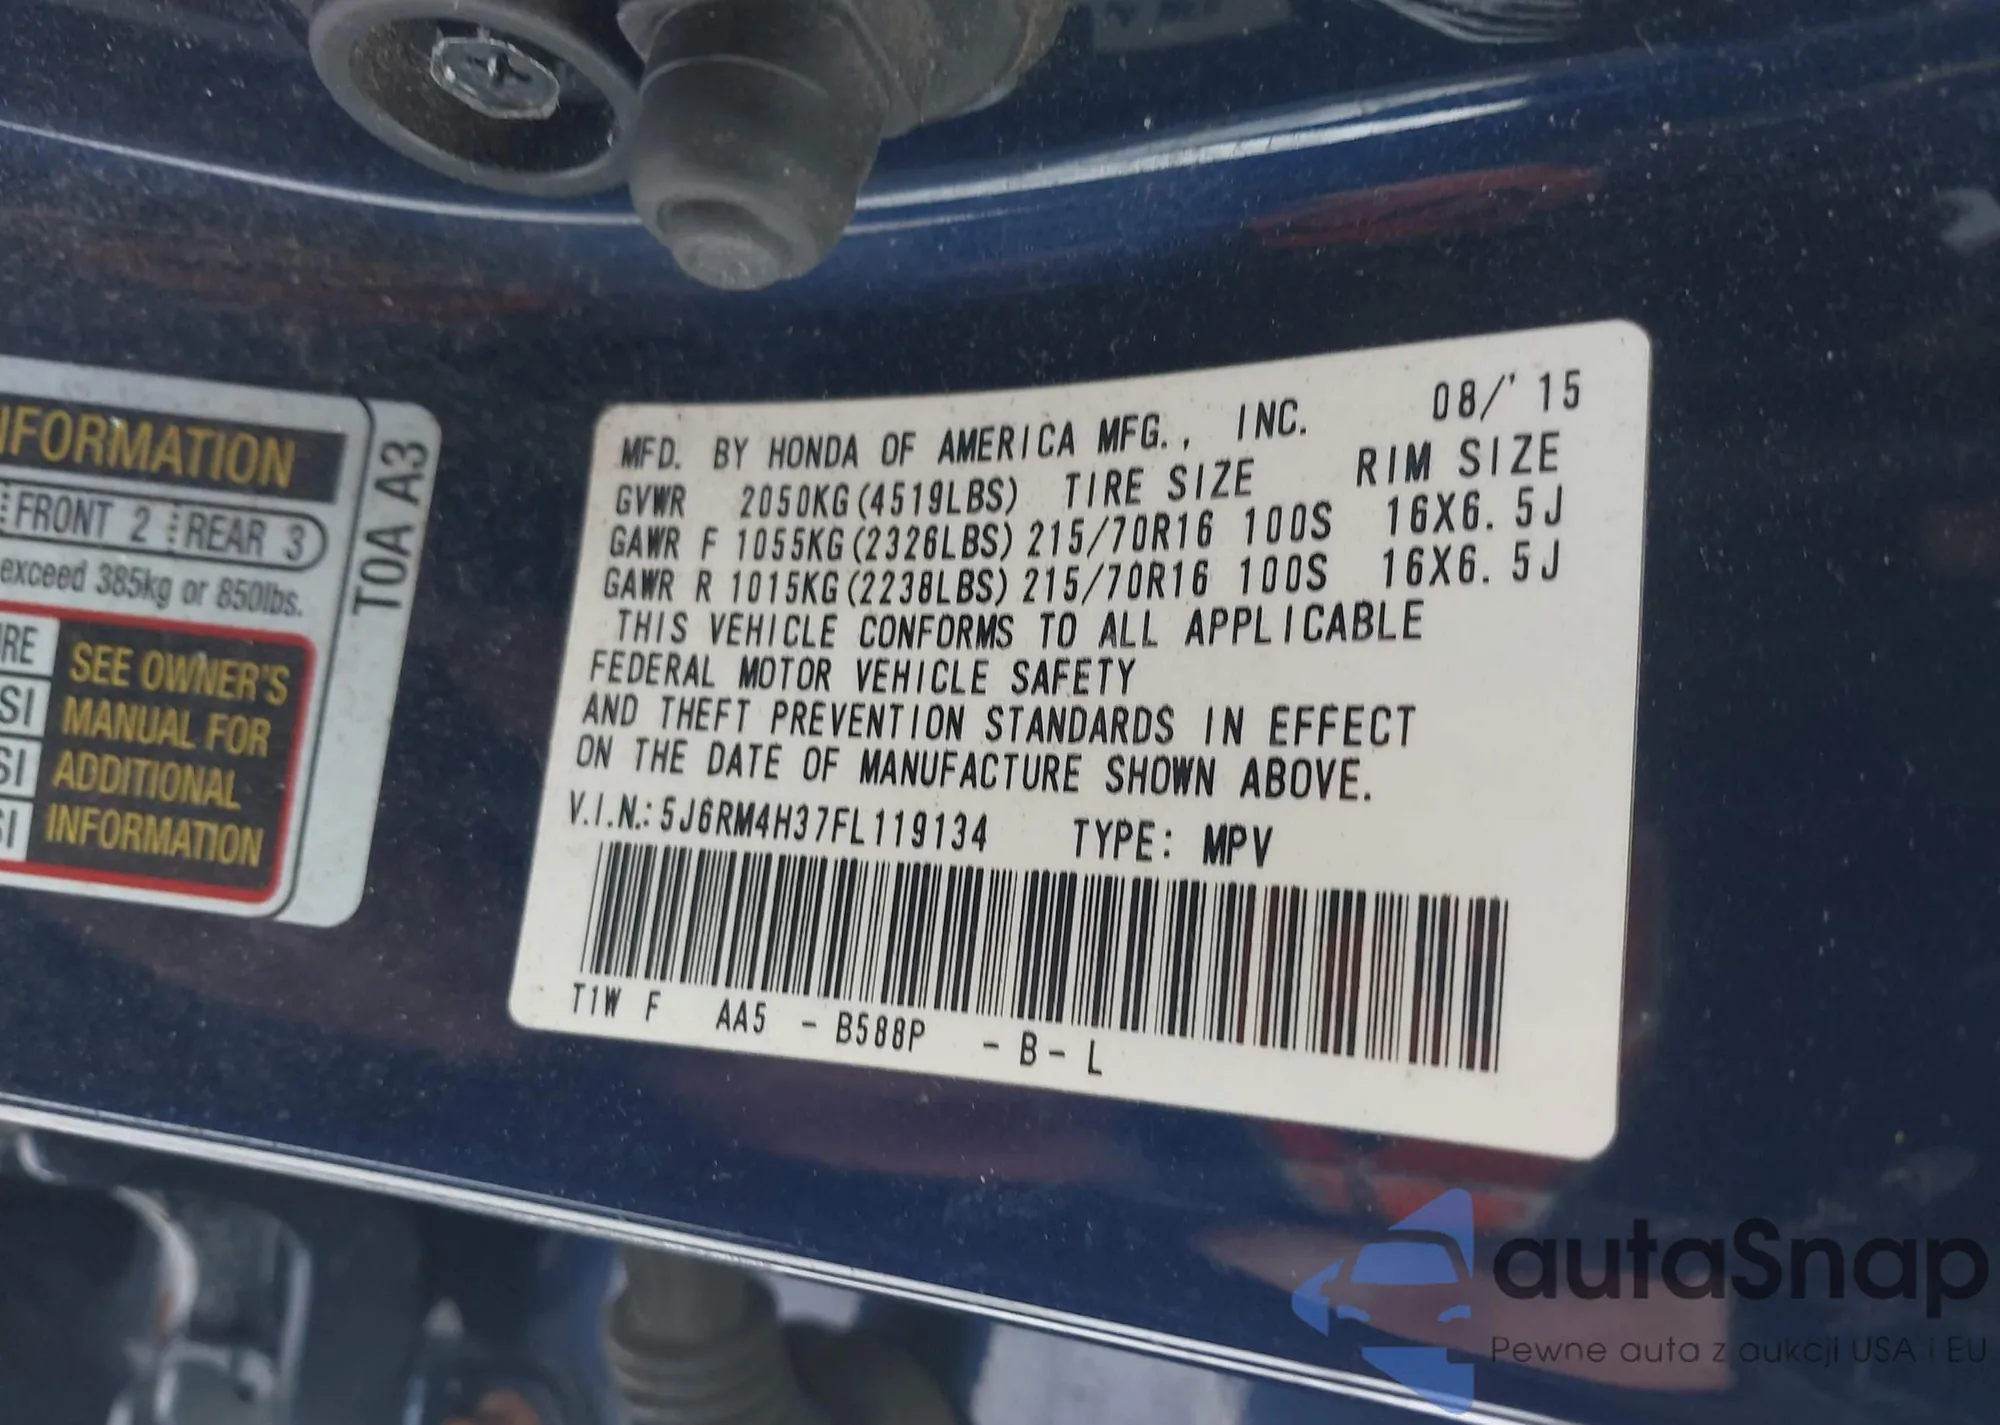 NFORMATION
FRONT 2 REAR 3
exceed 385kg or 850lbs.
SEE OWNER'S
MANUAL FOR
ADDITIONAL
INFORMATION
T0A A3
MFD. BY HONDA OF AMERICA MFG., INC. 08/'15
GVWR 2050KG(4519LBS) TIRE SIZE RIM SIZE
GAWR F 1055KG(2326LBS) 215/70R16 100S 16X6.5J
GAWR R 1015KG(2238LBS) 215/70R16 100S 16X6.5J
THIS VEHICLE CONFORMS TO ALL APPLICABLE
FEDERAL MOTOR VEHICLE SAFETY
AND THEFT PREVENTION STANDARDS IN EFFECT
ON THE DATE OF MANUFACTURE SHOWN ABOVE.
V.I.N.: 5J6RM4H37FL119134 TYPE: MPV
T1W F AA5 - B588P - B - L
autaSnap
Pewne auta z aukcji USA i EU